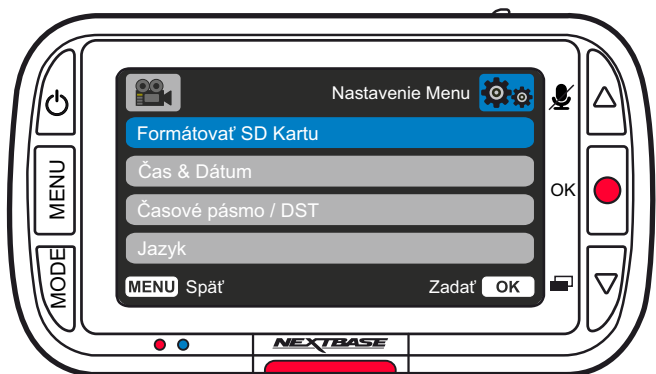 Nastavenie Menu
Formátovať SD Kartu
Čas & Dátum
Časové pásmo / DST
Jazyk
MENU Späť Zadať OK
MENU
MODE
OK
NEXTBASE